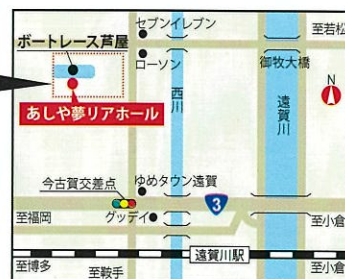 セブンイレブン
至若松
ボートレース芦屋
ローソン
御牧大橋
西川
遠賀川
N
あしや夢リアホール
ゆめタウン遠賀
今古賀交差点
3
至福岡
グッデイ
至小倉
遠賀川駅
至博多
至鞍手
至小倉